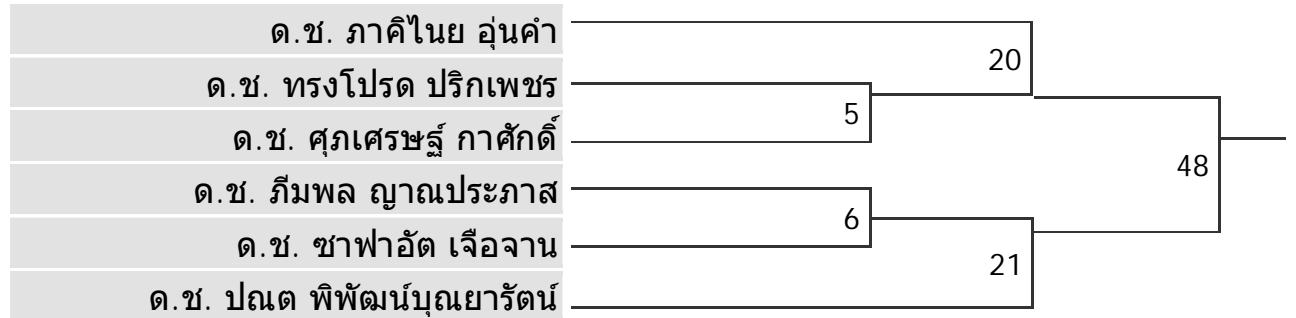 ด.ช. ภาคิไนย อุ่นคำ
20
ด.ช. ทรงโปรด ปริกเพชร
5
ด.ช. ศุภเศรษฐ์ กาศักดิ์
48
ด.ช. ภีมพล ญาณประภาส
6
ด.ช. ซาฟาอัต เจือจาน
21
ด.ช. ปณต พิพัฒน์บุณยารัตน์